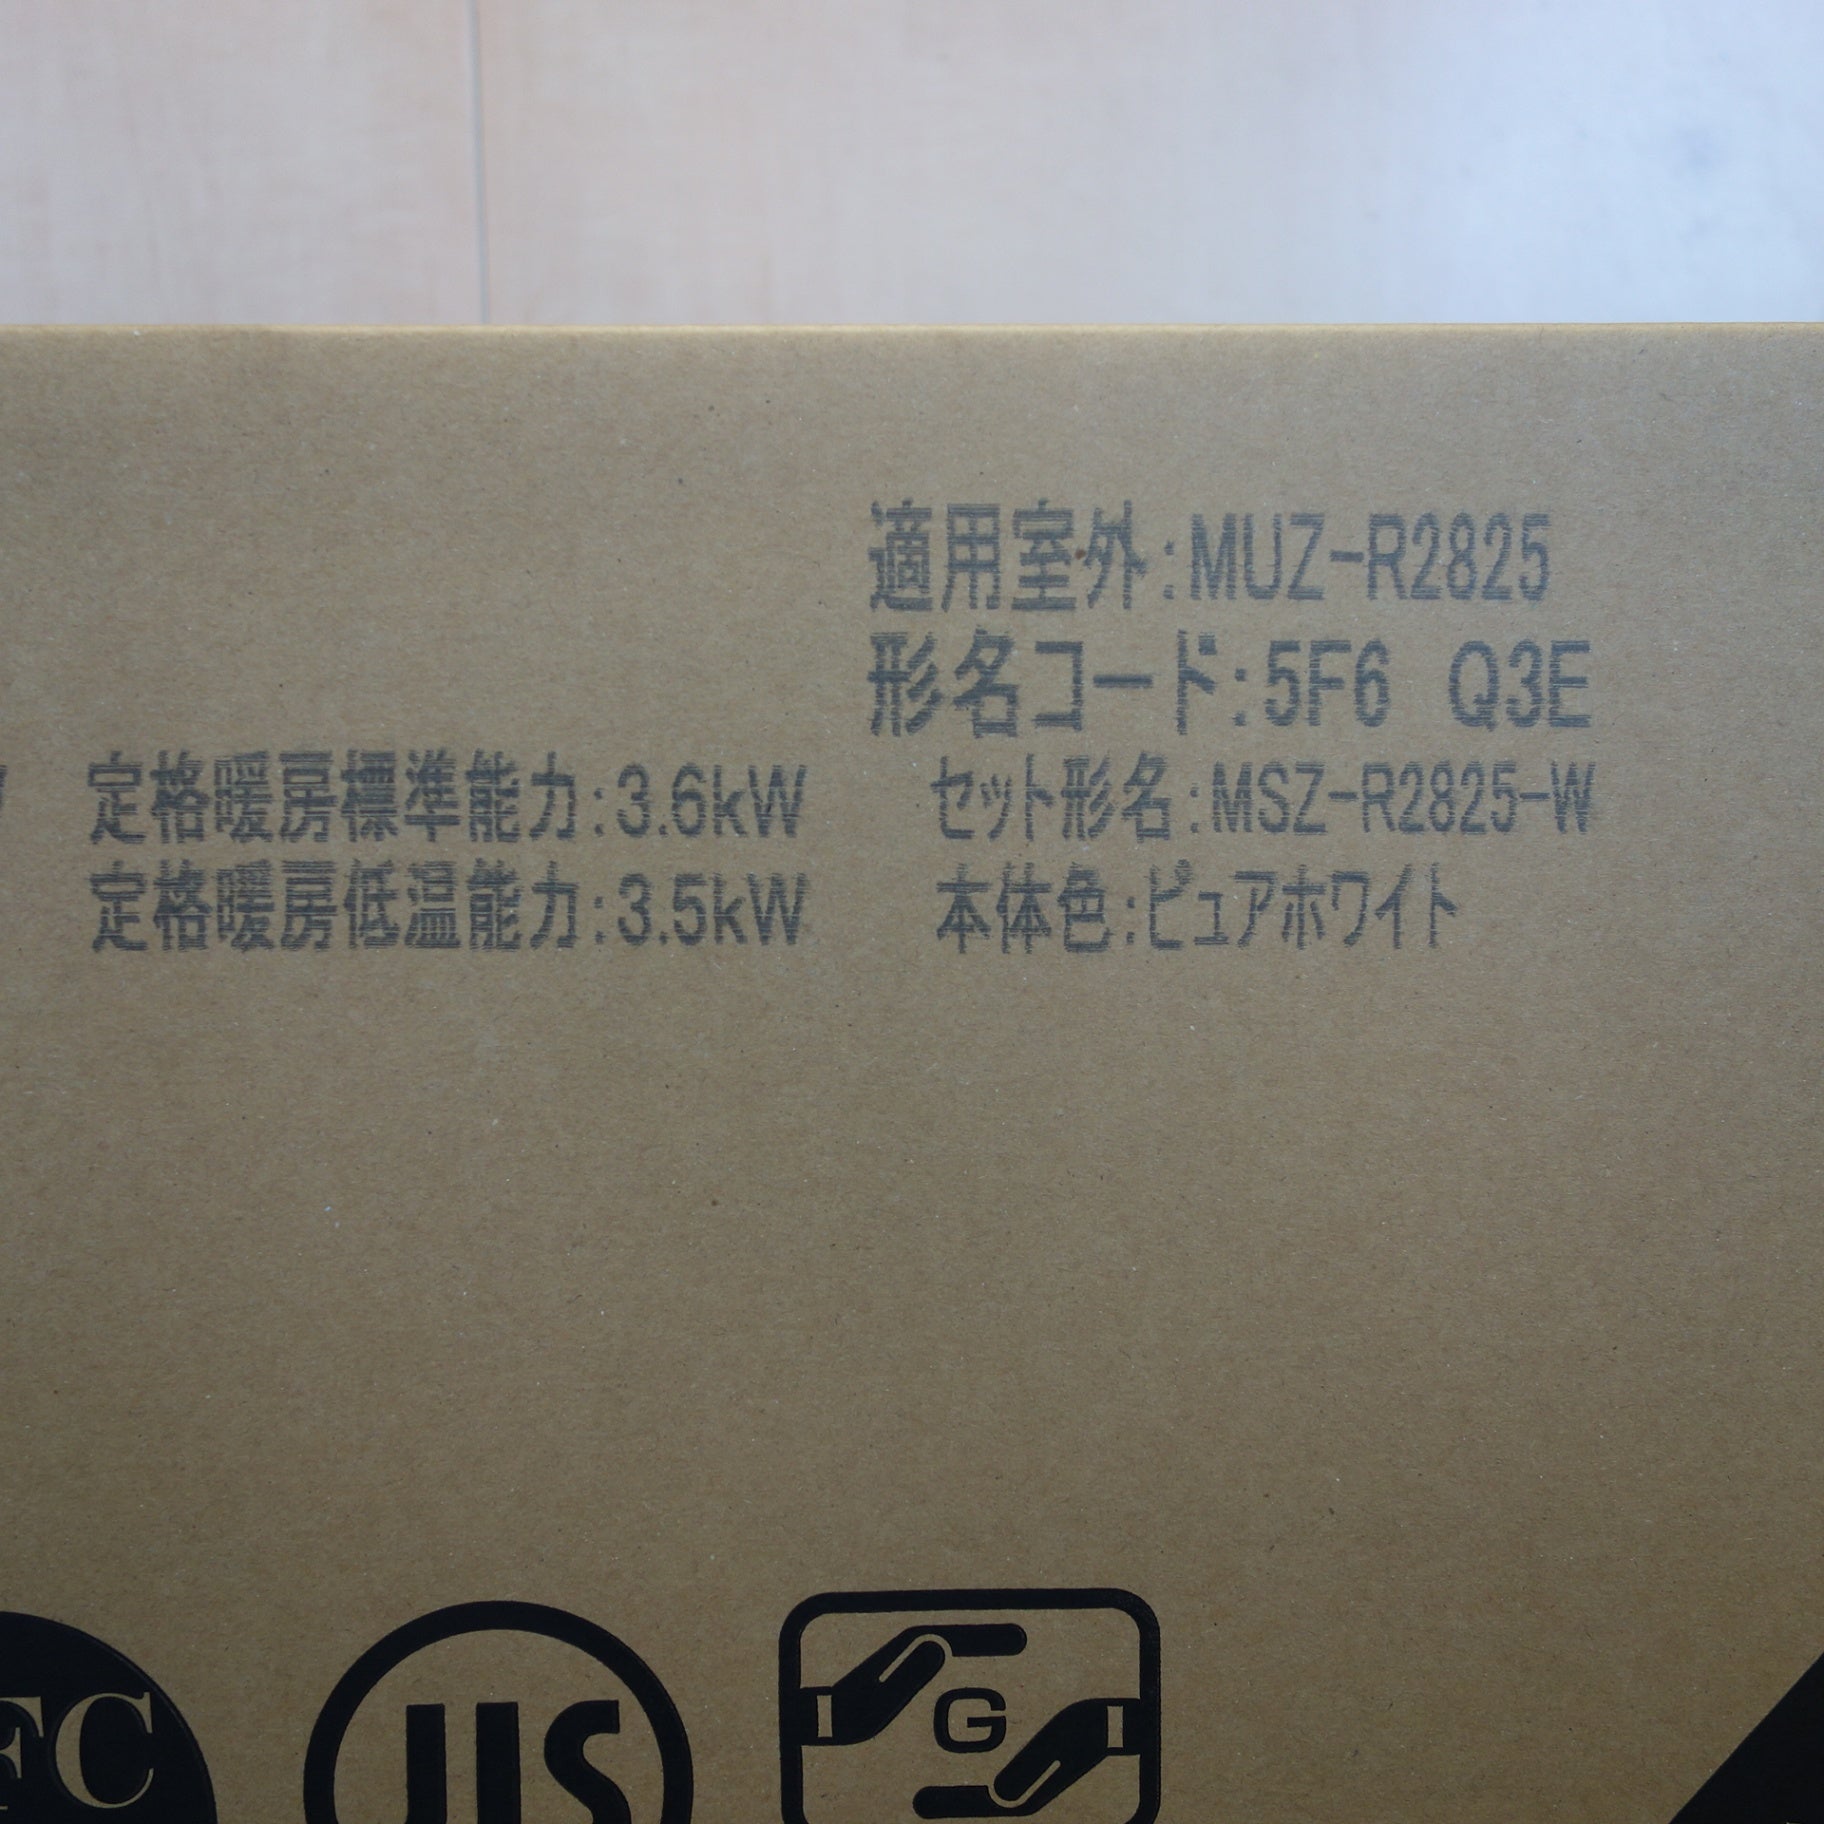 適用室外:MUZ-R2825
形名コード:5F6 Q3E
定格暖房標準能力:3.6kW セット形名:MSZ-R2825-W
定格暖房低温能力:3.5kW 本体色:ピュアホワイト
FC JIS G